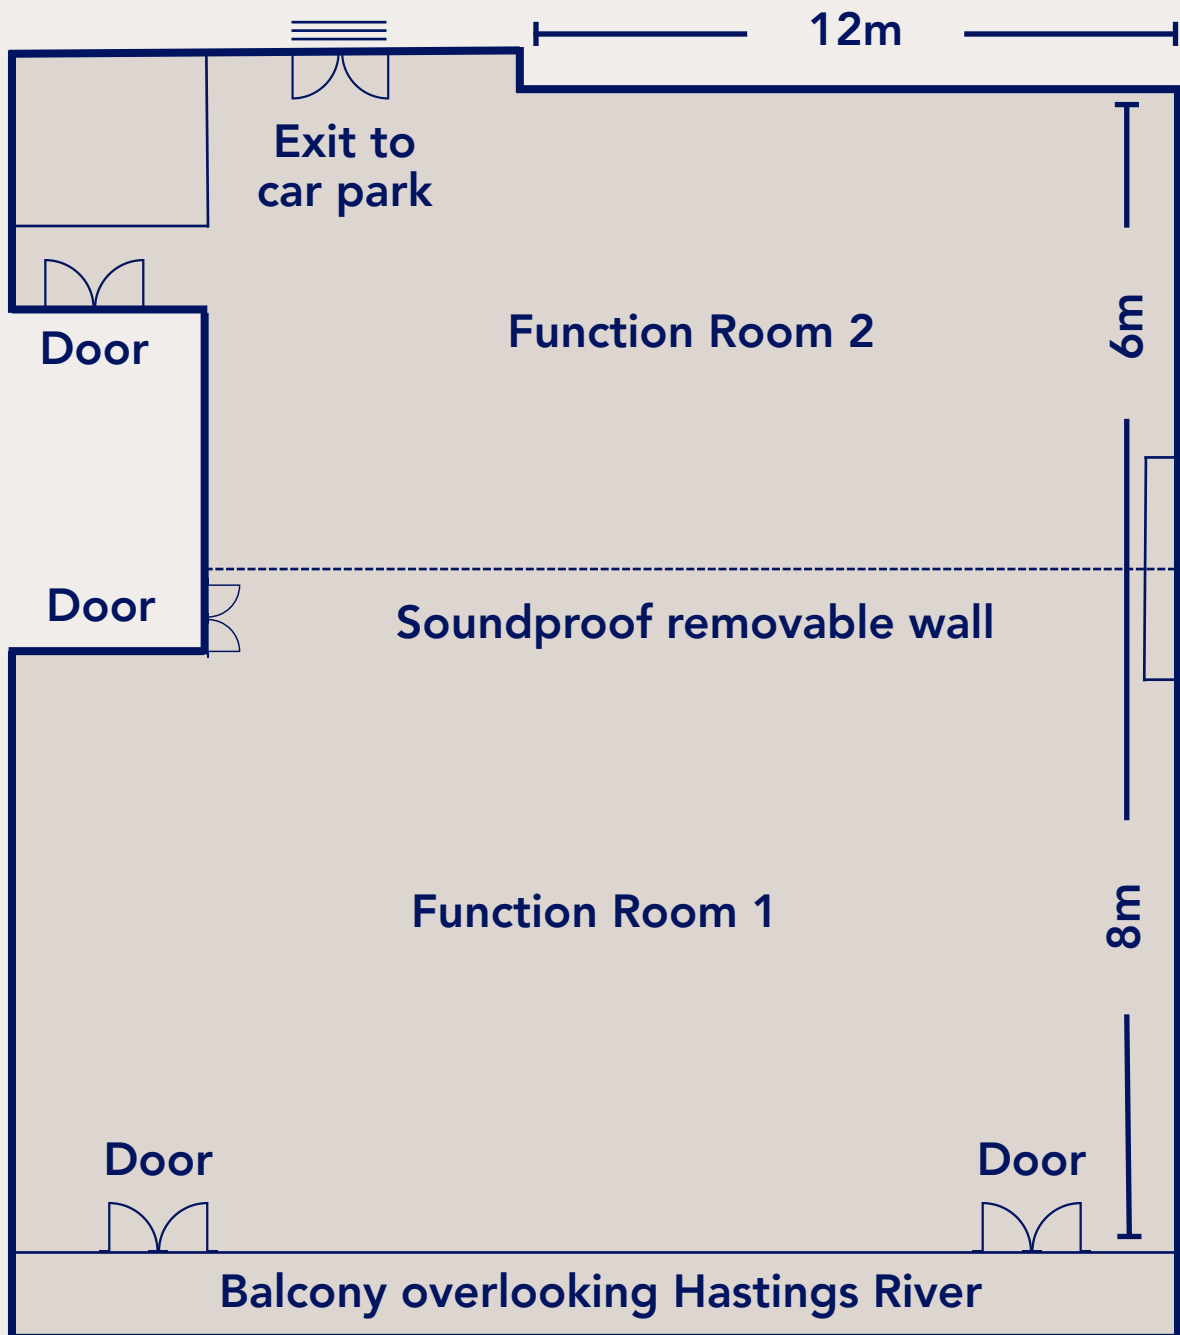 12m
Exit to
car park
6m
Function Room 2
Door
Door
Soundproof removable wall
Function Room 1
8m
Door
Door
Balcony overlooking Hastings River